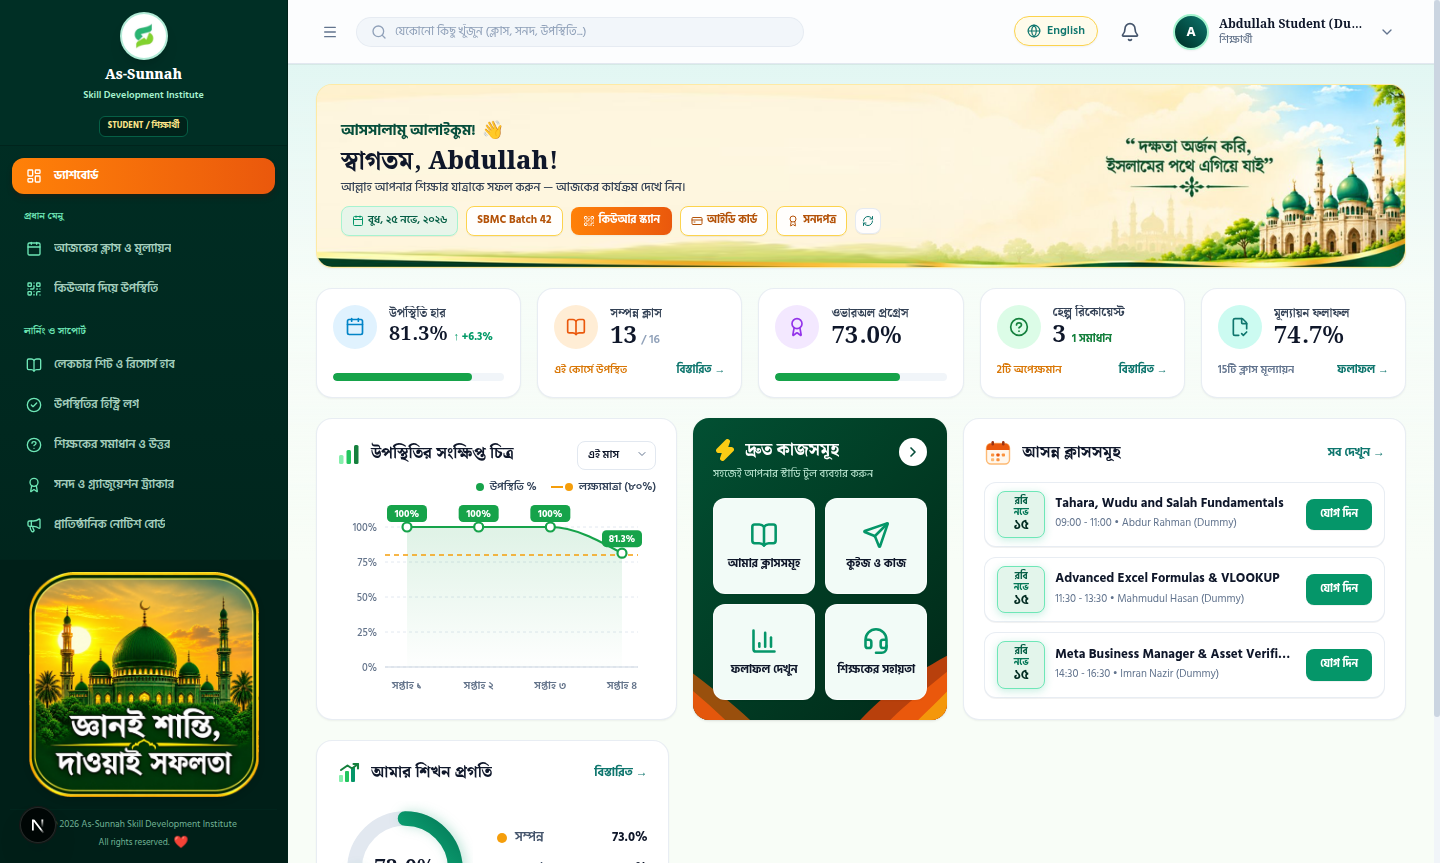 As-Sunnah
Skill Development Institute
STUDENT / শিক্ষার্থী
ড্যাশবোর্ড
প্রধান মেনু
আজকের ক্লাস ও মূল্যায়ন
কিউআর দিয়ে উপস্থিতি
লার্নিং ও সাপোর্ট
লেকচার শিট ও রিসোর্স হাব
উপস্থিতির হিস্ট্রি লগ
শিক্ষকের সমাধান ও উত্তর
সনদ ও গ্র্যাজুয়েশন ট্র্যাকার
প্রাতিষ্ঠানিক নোটিশ বোর্ড
জ্ঞানই শান্তি,
দাওয়াই সফলতা
N
2026 As-Sunnah Skill Development Institute
All rights reserved. ❤️
যেকোনো কিছু খুঁজুন (ক্লাস, সনদ, উপস্থিতি...)
English
A
Abdullah Student (Du...
শিক্ষার্থী
আসসালামু আলাইকুম! 👋
স্বাগতম, Abdullah!
আল্লাহ আপনার শিক্ষার যাত্রাকে সফল করুন — আজকের কার্যক্রম দেখে নিন।
বুধ, ২৫ নভে, ২০২৬
SBMC Batch 42
কিউআর স্ক্যান
আইডি কার্ড
সনদপত্র
“ দক্ষতা অর্জন করি,
ইসলামের পথে এগিয়ে যাই”
উপস্থিতি হার
81.3% ↑ +6.3%
সম্পন্ন ক্লাস
13 / 16
এই কোর্সে উপস্থিত
বিস্তারিত →
ওভারঅল প্রগ্রেস
73.0%
হেল্প রিকোয়েস্ট
3 1 সমাধান
2টি অপেক্ষমান
বিস্তারিত →
মূল্যায়ন ফলাফল
74.7%
15টি ক্লাস মূল্যায়ন
ফলাফল →
উপস্থিতির সংক্ষিপ্ত চিত্র
এই মাস
উপস্থিতি %
লক্ষ্যমাত্রা (৮০%)
100%
100%
100%
81.3%
100%
75%
50%
25%
0%
সপ্তাহ ১
সপ্তাহ ২
সপ্তাহ ৩
সপ্তাহ ৪
দ্রুত কাজসমূহ
সহজেই আপনার স্টাডি টুল ব্যবহার করুন
আমার ক্লাসসমূহ
কুইজ ও কাজ
ফলাফল দেখুন
শিক্ষকের সহায়তা
আসন্ন ক্লাসসমূহ
সব দেখুন →
রবি
নভে
১৫
Tahara, Wudu and Salah Fundamentals
09:00 - 11:00 • Abdur Rahman (Dummy)
যোগ দিন
রবি
নভে
১৫
Advanced Excel Formulas & VLOOKUP
11:30 - 13:30 • Mahmudul Hasan (Dummy)
যোগ দিন
রবি
নভে
১৫
Meta Business Manager & Asset Verifi...
14:30 - 16:30 • Imran Nazir (Dummy)
যোগ দিন
আমার শিখন প্রগতি
বিস্তারিত →
সম্পন্ন
73.0%